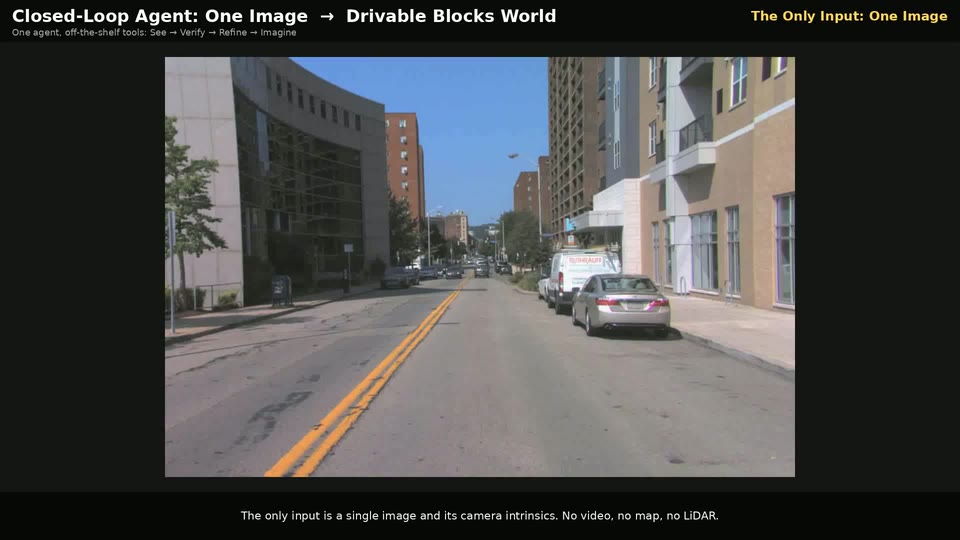 Closed-Loop Agent: One Image → Drivable Blocks World
The Only Input: One Image
One agent, off-the-shelf tools: See → Verify → Refine → Imagine
The only input is a single image and its camera intrinsics. No video, no map, no LiDAR.